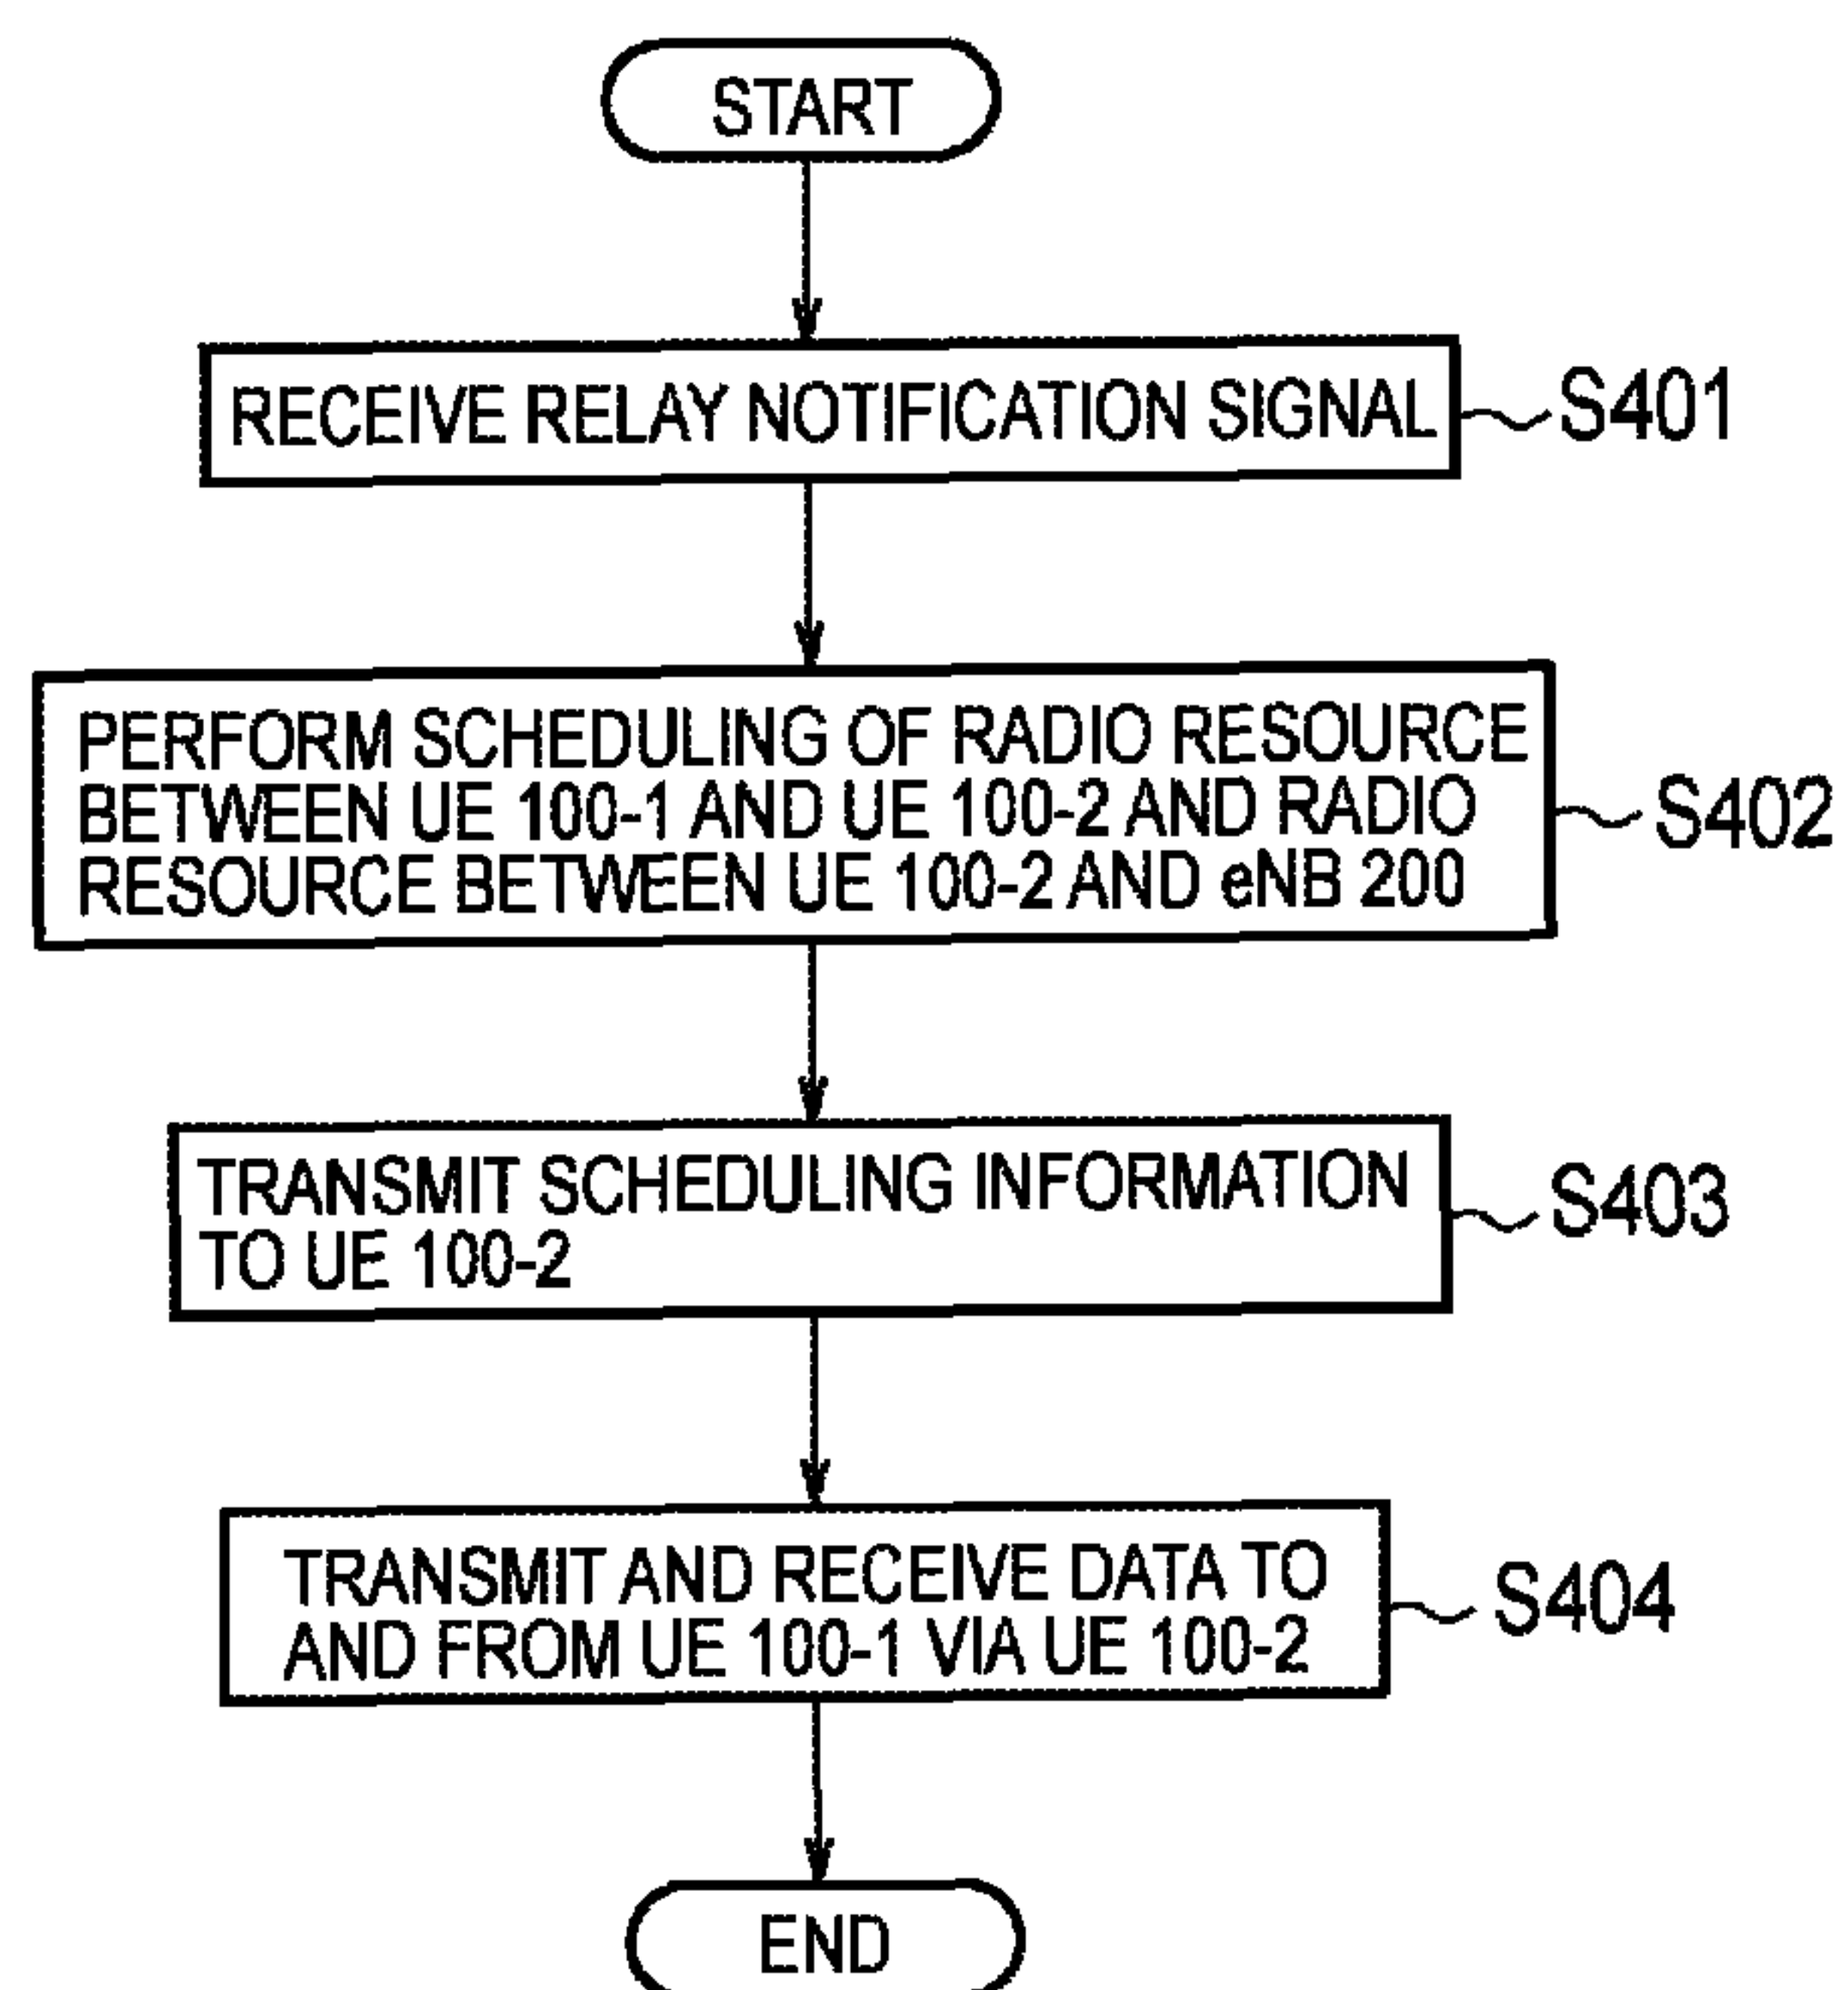 START
RECEIVE RELAY NOTIFICATION SIGNAL
S401
PERFORM SCHEDULING OF RADIO RESOURCE
BETWEEN UE 100-1 AND UE 100-2 AND RADIO
RESOURCE BETWEEN UE 100-2 AND eNB 200
S402
TRANSMIT SCHEDULING INFORMATION
TO UE 100-2
S403
TRANSMIT AND RECEIVE DATA TO
AND FROM UE 100-1 VIA UE 100-2
S404
END